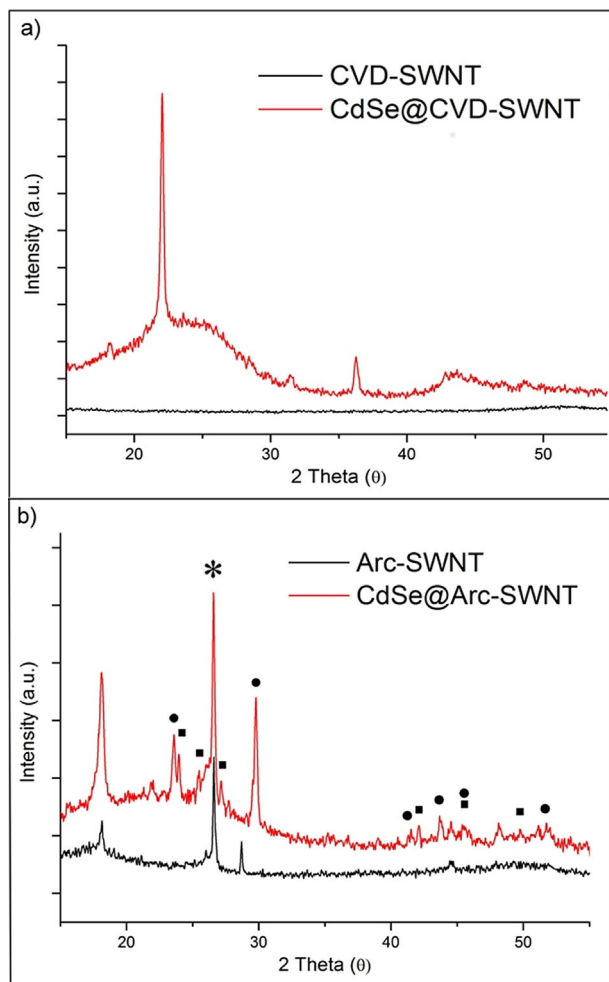 a)
CVD-SWNT
CdSe@CVD-SWNT
Intensity (a.u.)
20 30 40 50
2 Theta (θ)
b)
*
Arc-SWNT
CdSe@Arc-SWNT
Intensity (a.u.)
20 30 40 50
2 Theta (θ)